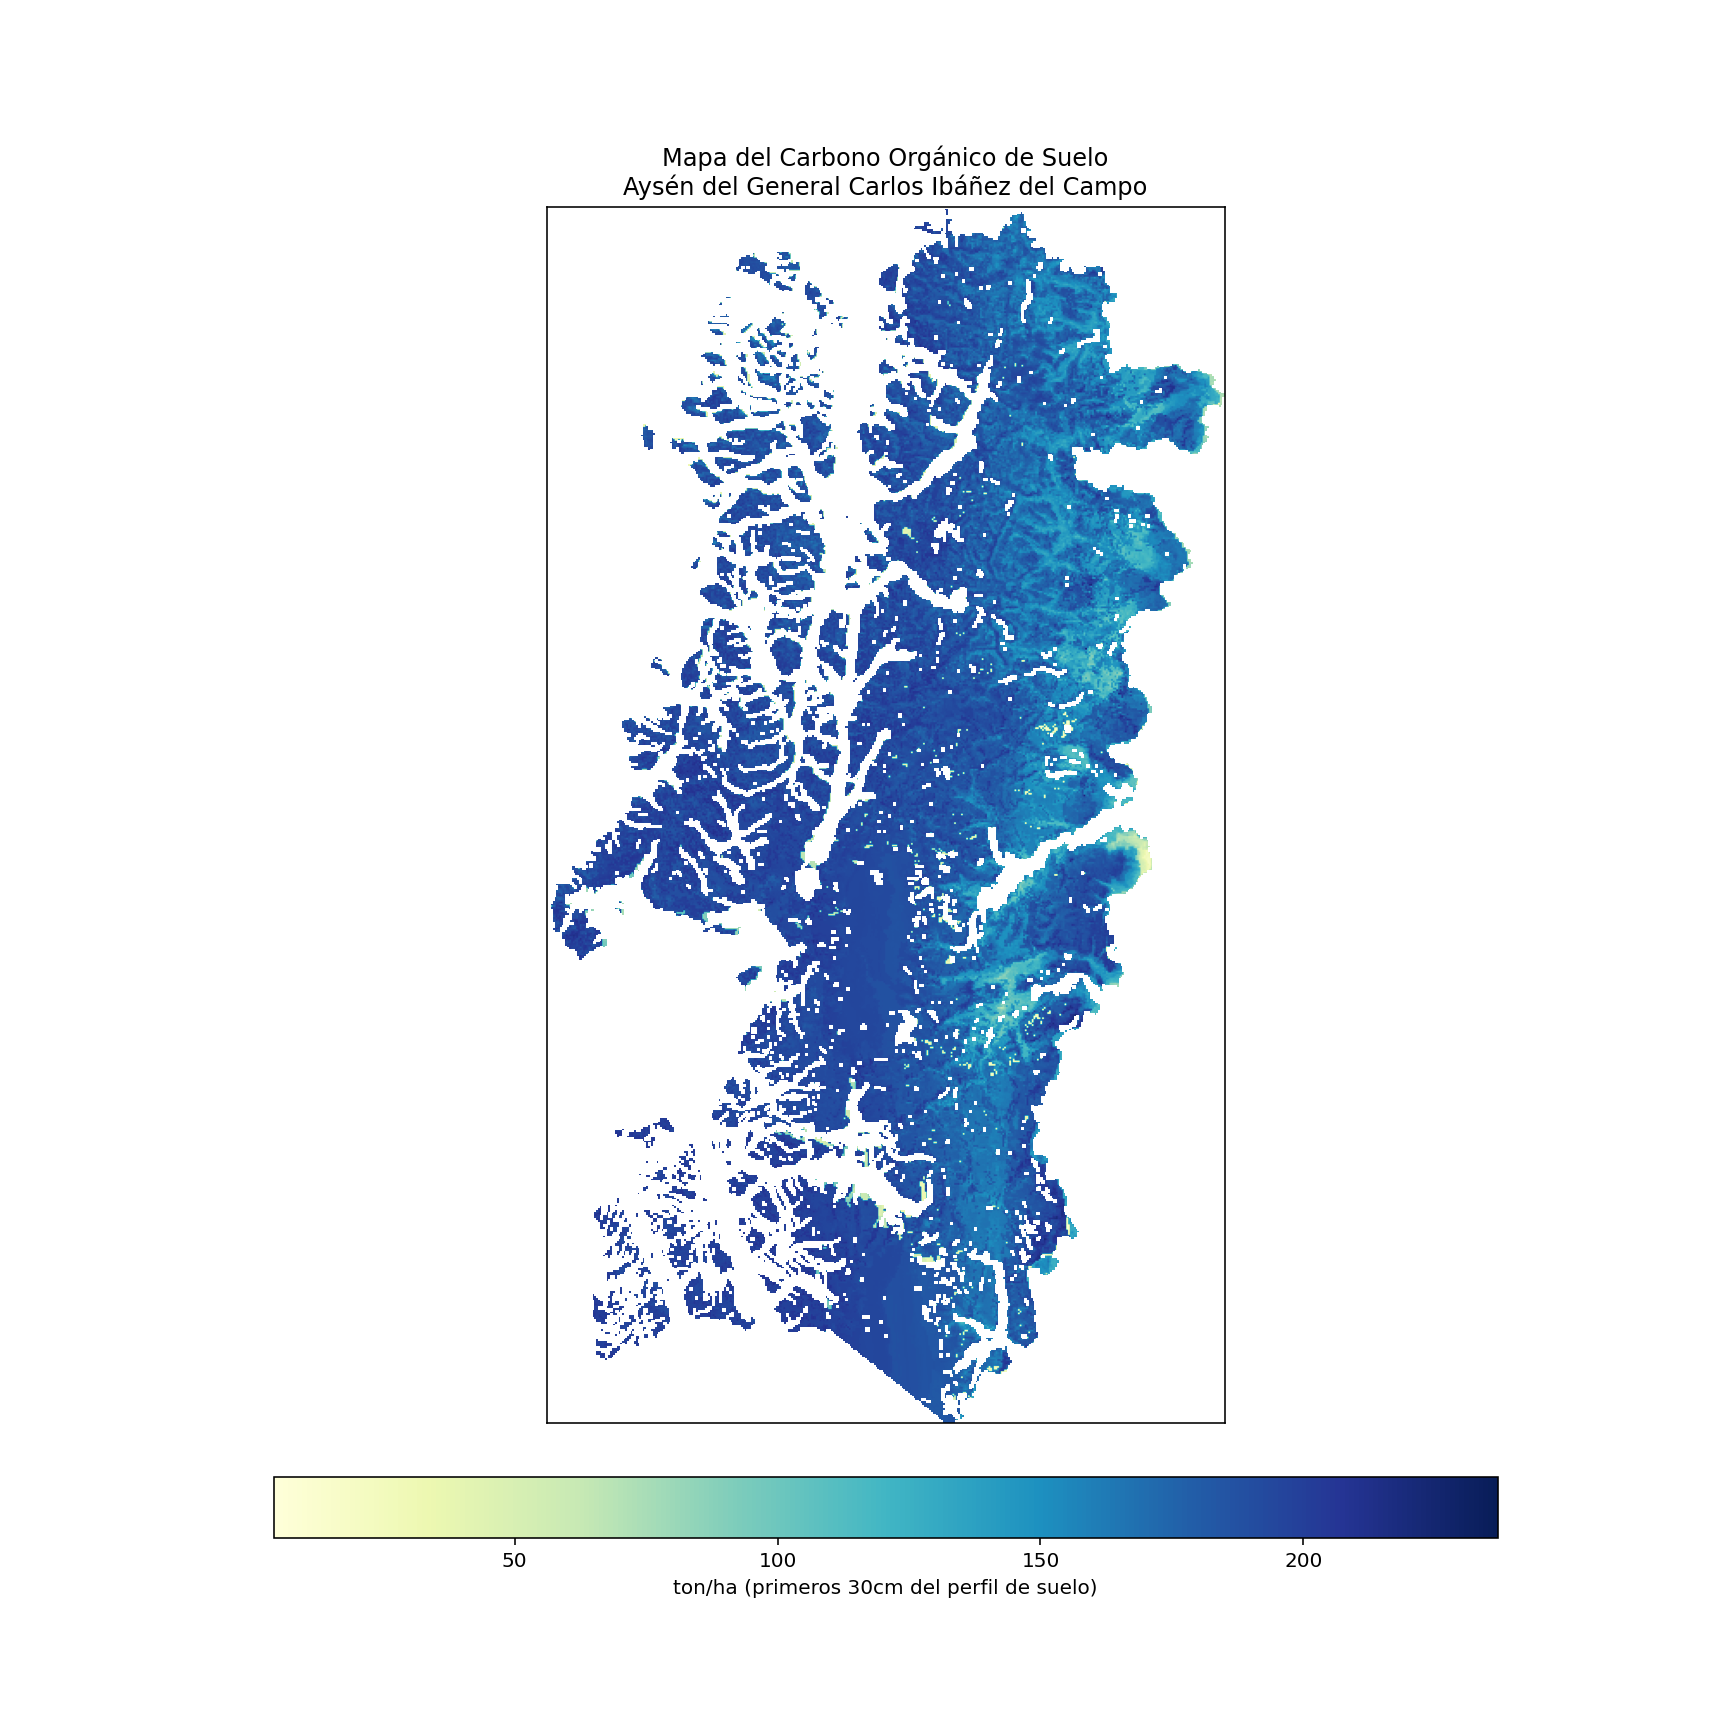 Mapa del Carbono Orgánico de Suelo
Aysén del General Carlos Ibáñez del Campo
50 100 150 200
ton/ha (primeros 30cm del perfil de suelo)